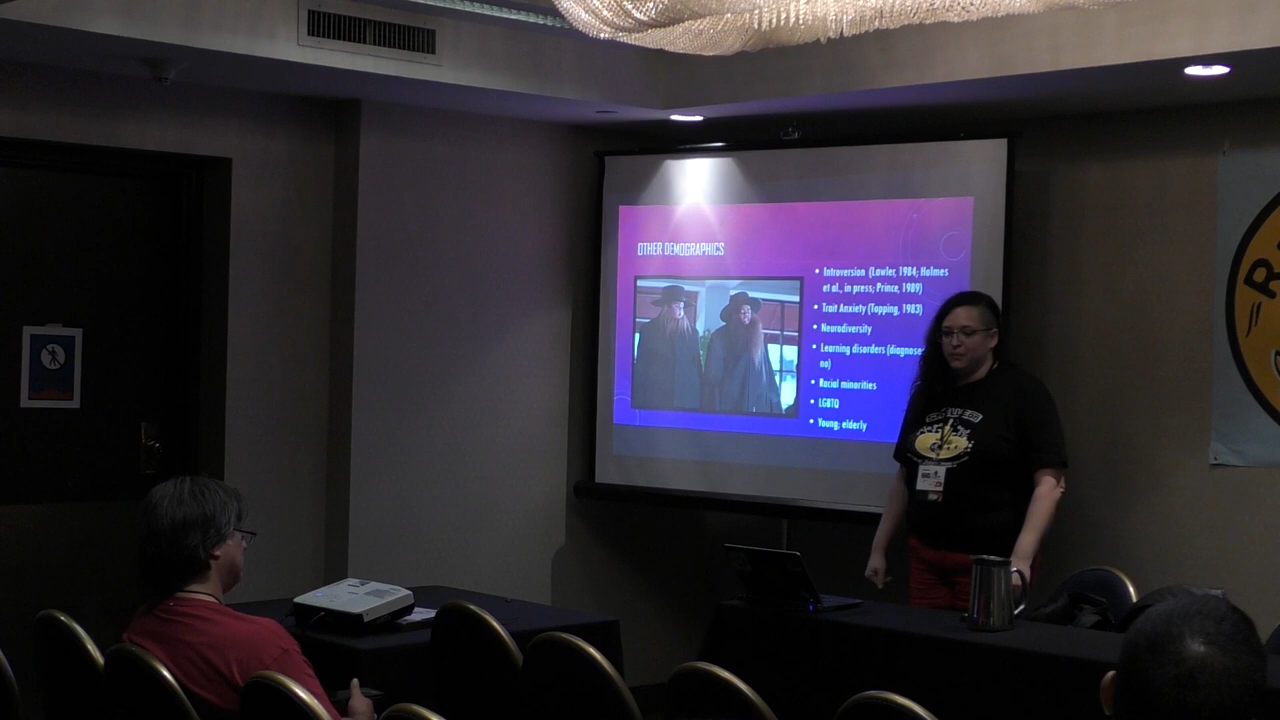 OTHER DEMOGRAPHICS
• Introversion (Lawler, 1984; Holmes
et al., in press; Prince, 1989)
• Trait Anxiety (Topping, 1983)
• Neurodiversity
• Learning disorders (diagnose
no)
• Racial minorities
• LGBTQ
• Young; elderly